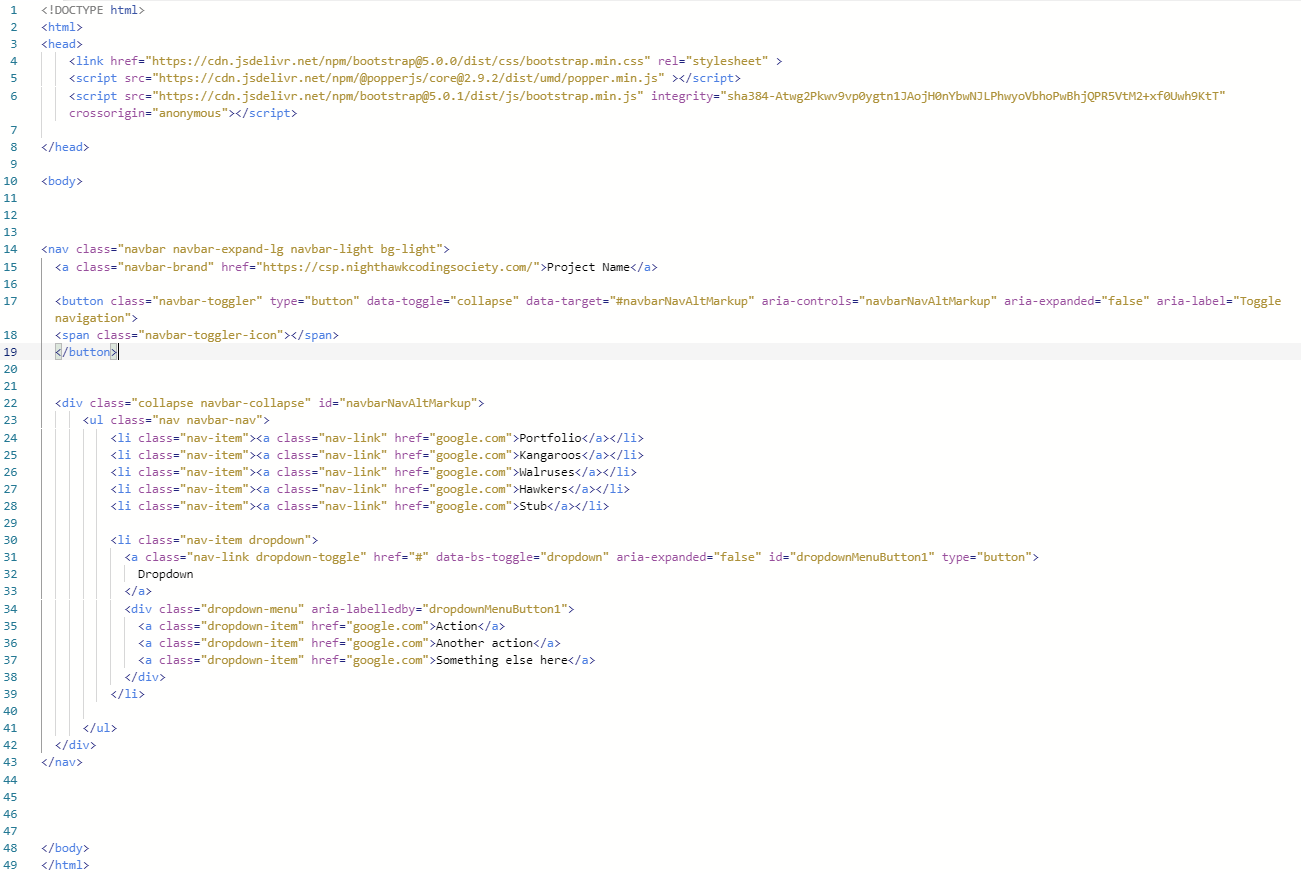 1 <!DOCTYPE html>
2 <html>
3 <head>
4 <link href="https://cdn.jsdelivr.net/npm/bootstrap@5.0.0/dist/css/bootstrap.min.css" rel="stylesheet" >
5 <script src="https://cdn.jsdelivr.net/npm/@popperjs/core@2.9.2/dist/umd/popper.min.js" ></script>
6 <script src="https://cdn.jsdelivr.net/npm/bootstrap@5.0.1/dist/js/bootstrap.min.js" integrity="sha384-Atwg2Pkwv9vp0ygtn1JAojH0nYbwNJLPhwyoVbhoPwBhjQPR5VtM2+xf0Uwh9KtT"
crossorigin="anonymous"></script>
7
8 </head>
9
10 <body>
11
12
13
14 <nav class="navbar navbar-expand-lg navbar-light bg-light">
15 <a class="navbar-brand" href="https://csp.nighthawkcodingsociety.com/">Project Name</a>
16
17 <button class="navbar-toggler" type="button" data-toggle="collapse" data-target="#navbarNavAltMarkup" aria-controls="navbarNavAltMarkup" aria-expanded="false" aria-label="Toggle
navigation">
18 <span class="navbar-toggler-icon"></span>
19 </button>
20
21
22 <div class="collapse navbar-collapse" id="navbarNavAltMarkup">
23 <ul class="nav navbar-nav">
24 <li class="nav-item"><a class="nav-link" href="google.com">Portfolio</a></li>
25 <li class="nav-item"><a class="nav-link" href="google.com">Kangaroos</a></li>
26 <li class="nav-item"><a class="nav-link" href="google.com">Walruses</a></li>
27 <li class="nav-item"><a class="nav-link" href="google.com">Hawkers</a></li>
28 <li class="nav-item"><a class="nav-link" href="google.com">Stub</a></li>
29
30 <li class="nav-item dropdown">
31 <a class="nav-link dropdown-toggle" href="#" data-bs-toggle="dropdown" aria-expanded="false" id="dropdownMenuButton1" type="button">
32 Dropdown
33 </a>
34 <div class="dropdown-menu" aria-labelledby="dropdownMenuButton1">
35 <a class="dropdown-item" href="google.com">Action</a>
36 <a class="dropdown-item" href="google.com">Another action</a>
37 <a class="dropdown-item" href="google.com">Something else here</a>
38 </div>
39 </li>
40
41 </ul>
42 </div>
43 </nav>
44
45
46
47
48 </body>
49 </html>